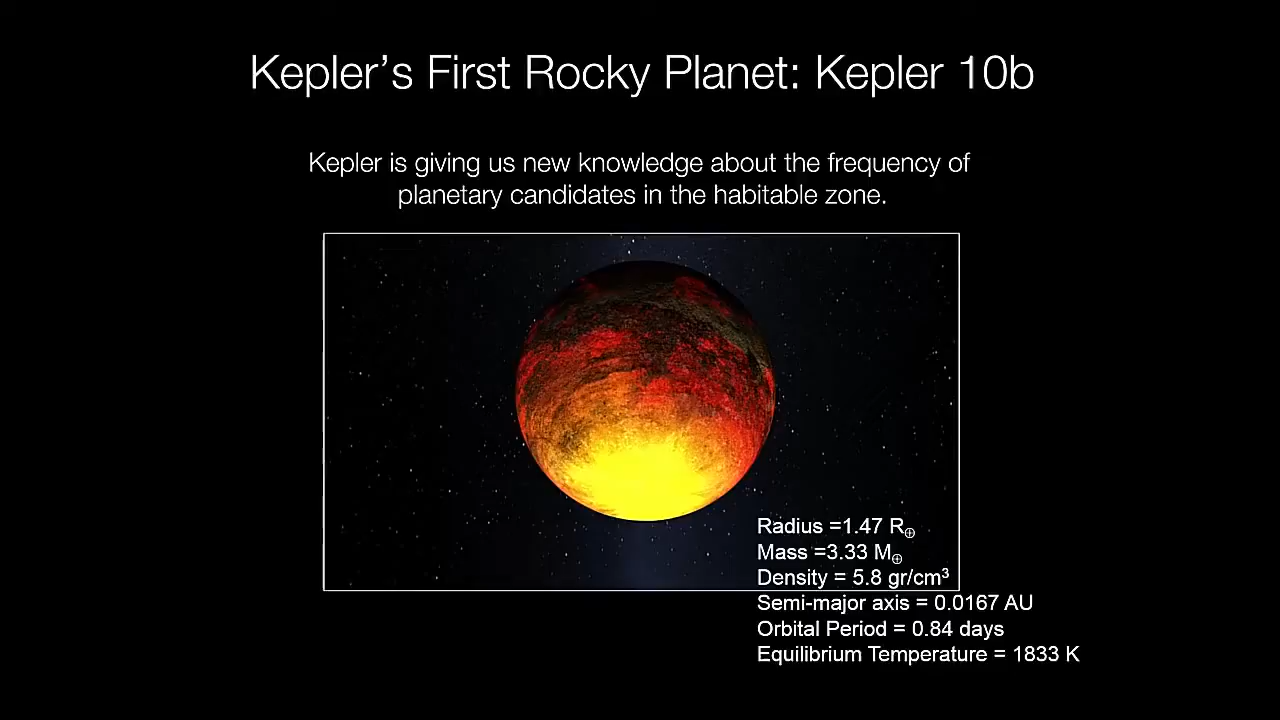 Kepler’s First Rocky Planet: Kepler 10b
Kepler is giving us new knowledge about the frequency of
planetary candidates in the habitable zone.
Radius =1.47 R⊕
Mass =3.33 M⊕
Density = 5.8 gr/cm³
Semi-major axis = 0.0167 AU
Orbital Period = 0.84 days
Equilibrium Temperature = 1833 K